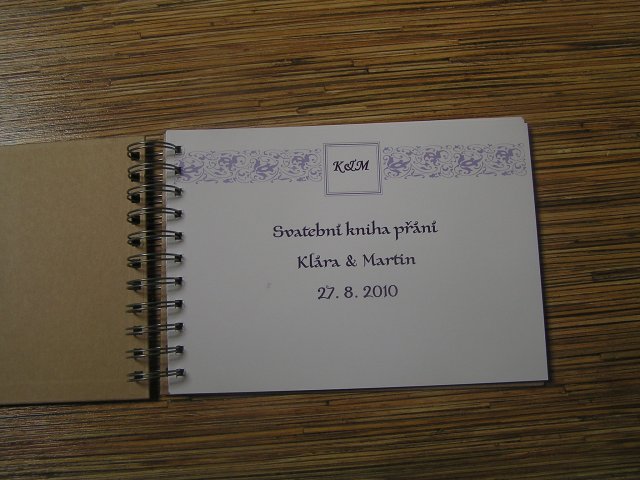 K&M
Svatební kniha přání
Klára & Martin
27. 8. 2010